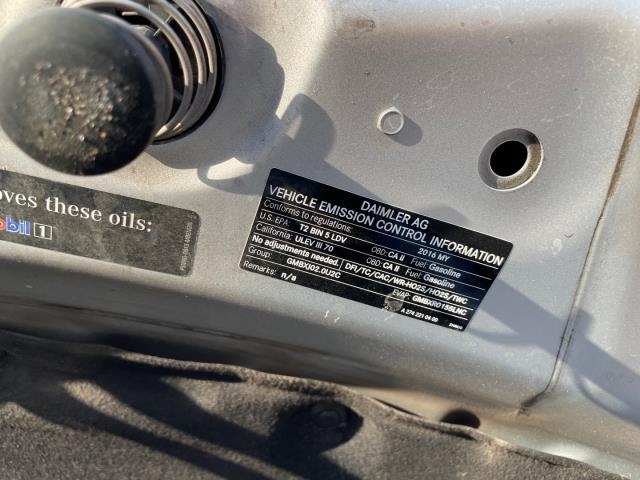 oves these oils:
obil 1
DAIMLER AG
VEHICLE EMISSION CONTROL INFORMATION
Conforms to regulations: 2016 MY
U.S. EPA: T2 BIN 5 LDV OBD: CA II Fuel: Gasoline
California: ULEV III 70 OBD: CA II Fuel: Gasoline
No adjustments needed. DFI/TC/CAC/WR-HO2S/HO2S/TWC
Group: GMBXJ02.0U2C EVAP: GMBXR0155LNC
Remarks: n/a
A 274 221 04 00